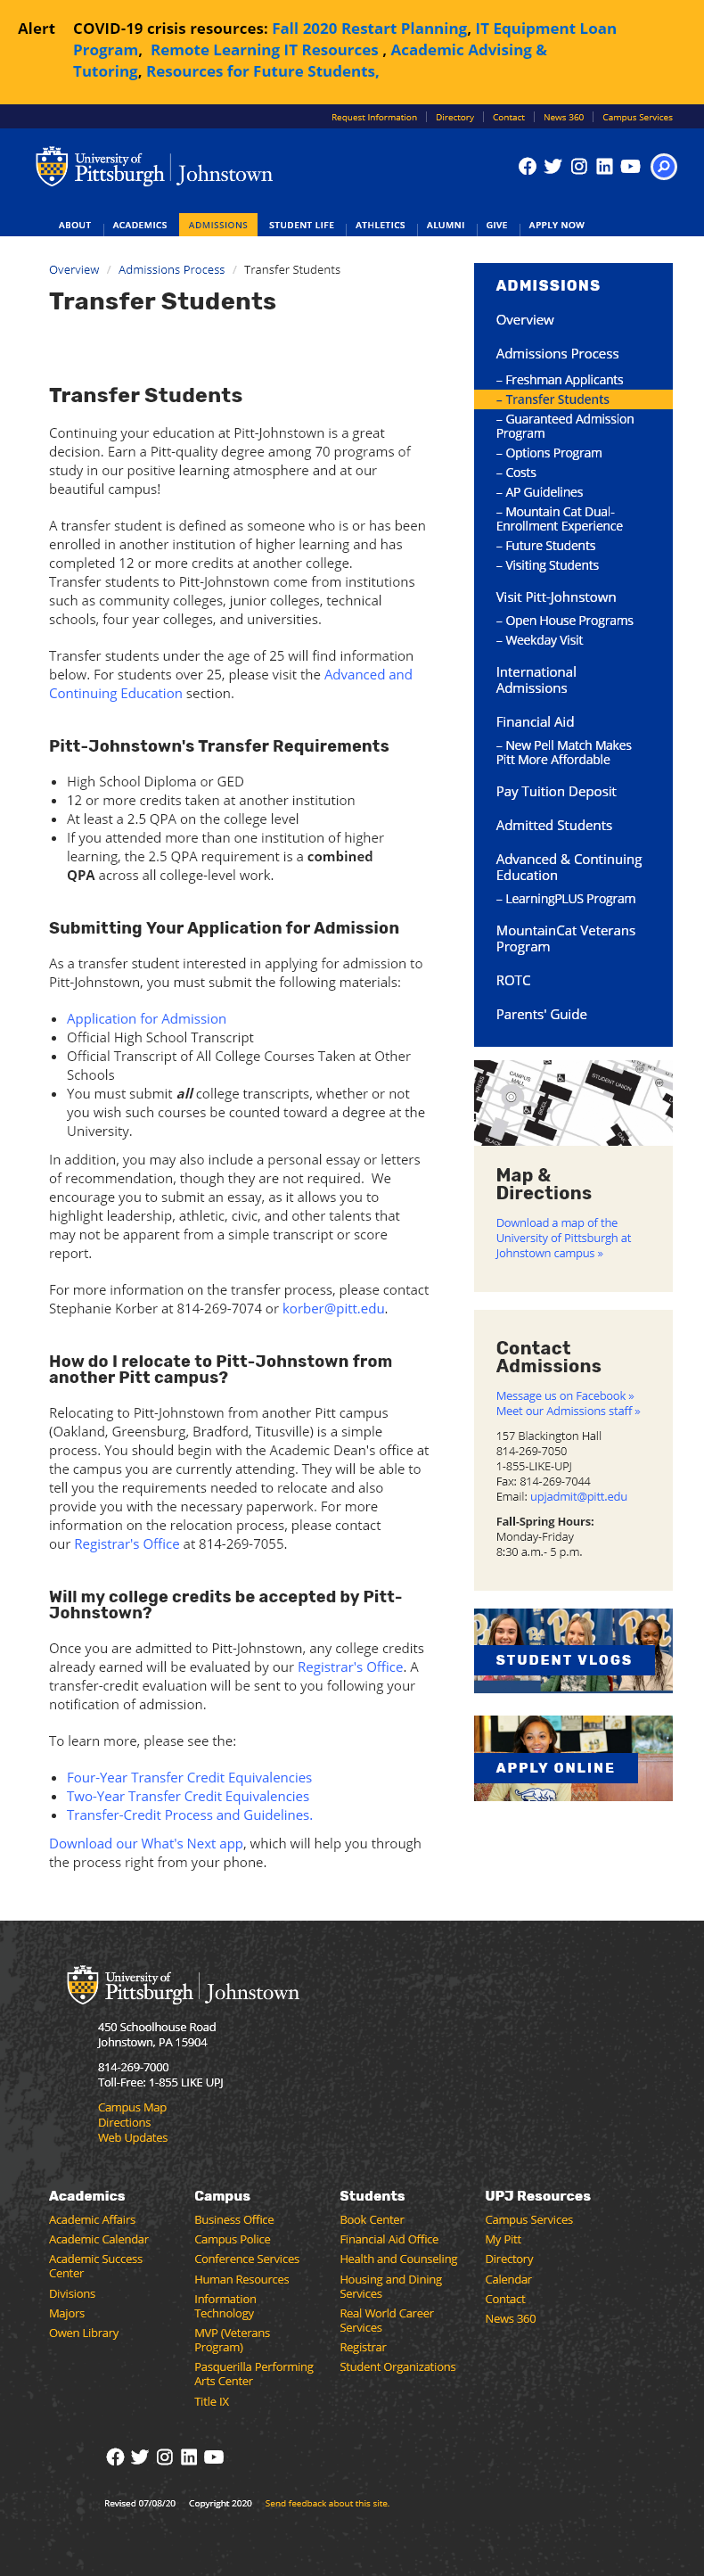 Alert COVID-19 crisis resources: Fall 2020 Restart Planning, IT Equipment Loan
Program, Remote Learning IT Resources , Academic Advising &
Tutoring, Resources for Future Students,
Request Information Directory Contact News 360 Campus Services
University of
Pittsburgh Johnstown
ABOUT ACADEMICS ADMISSIONS STUDENT LIFE ATHLETICS ALUMNI GIVE APPLY NOW
Overview / Admissions Process / Transfer Students
Transfer Students
Transfer Students
Continuing your education at Pitt-Johnstown is a great
decision. Earn a Pitt-quality degree among 70 programs of
study in our positive learning atmosphere and at our
beautiful campus!
A transfer student is defined as someone who is or has been
enrolled in another institution of higher learning and has
completed 12 or more credits at another college.
Transfer students to Pitt-Johnstown come from institutions
such as community colleges, junior colleges, technical
schools, four year colleges, and universities.
Transfer students under the age of 25 will find information
below. For students over 25, please visit the Advanced and
Continuing Education section.
Pitt-Johnstown's Transfer Requirements
• High School Diploma or GED
• 12 or more credits taken at another institution
• At least a 2.5 QPA on the college level
• If you attended more than one institution of higher
learning, the 2.5 QPA requirement is a combined
QPA across all college-level work.
Submitting Your Application for Admission
As a transfer student interested in applying for admission to
Pitt-Johnstown, you must submit the following materials:
• Application for Admission
• Official High School Transcript
• Official Transcript of All College Courses Taken at Other
Schools
• You must submit all college transcripts, whether or not
you wish such courses be counted toward a degree at the
University.
In addition, you may also include a personal essay or letters
of recommendation, though they are not required. We
encourage you to submit an essay, as it allows you to
highlight leadership, athletic, civic, and other talents that
may not be apparent from a simple transcript or score
report.
For more information on the transfer process, please contact
Stephanie Korber at 814-269-7074 or korber@pitt.edu.
How do I relocate to Pitt-Johnstown from
another Pitt campus?
Relocating to Pitt-Johnstown from another Pitt campus
(Oakland, Greensburg, Bradford, Titusville) is a simple
process. You should begin with the Academic Dean's office at
the campus you are currently attending. They will be able to
tell you the requirements needed to relocate and also
provide you with the necessary paperwork. For more
information on the relocation process, please contact
our Registrar's Office at 814-269-7055.
Will my college credits be accepted by Pitt-
Johnstown?
Once you are admitted to Pitt-Johnstown, any college credits
already earned will be evaluated by our Registrar's Office. A
transfer-credit evaluation will be sent to you following your
notification of admission.
To learn more, please see the:
• Four-Year Transfer Credit Equivalencies
• Two-Year Transfer Credit Equivalencies
• Transfer-Credit Process and Guidelines.
Download our What's Next app, which will help you through
the process right from your phone.
ADMISSIONS
Overview
Admissions Process
– Freshman Applicants
– Transfer Students
– Guaranteed Admission
Program
– Options Program
– Costs
– AP Guidelines
– Mountain Cat Dual-
Enrollment Experience
– Future Students
– Visiting Students
Visit Pitt-Johnstown
– Open House Programs
– Weekday Visit
International
Admissions
Financial Aid
– New Pell Match Makes
Pitt More Affordable
Pay Tuition Deposit
Admitted Students
Advanced & Continuing
Education
– LearningPLUS Program
MountainCat Veterans
Program
ROTC
Parents' Guide
CAMPUS
MALL
STUDENT UNION
Map &
Directions
Download a map of the
University of Pittsburgh at
Johnstown campus »
Contact
Admissions
Message us on Facebook »
Meet our Admissions staff »
157 Blackington Hall
814-269-7050
1-855-LIKE-UPJ
Fax: 814-269-7044
Email: upjadmit@pitt.edu
Fall-Spring Hours:
Monday-Friday
8:30 a.m.- 5 p.m.
STUDENT VLOGS
APPLY ONLINE
University of
Pittsburgh Johnstown
450 Schoolhouse Road
Johnstown, PA 15904
814-269-7000
Toll-Free: 1-855 LIKE UPJ
Campus Map
Directions
Web Updates
Academics
Academic Affairs
Academic Calendar
Academic Success
Center
Divisions
Majors
Owen Library
Campus
Business Office
Campus Police
Conference Services
Human Resources
Information
Technology
MVP (Veterans
Program)
Pasquerilla Performing
Arts Center
Title IX
Students
Book Center
Financial Aid Office
Health and Counseling
Housing and Dining
Services
Real World Career
Services
Registrar
Student Organizations
UPJ Resources
Campus Services
My Pitt
Directory
Calendar
Contact
News 360
Revised 07/08/20 Copyright 2020 Send feedback about this site.